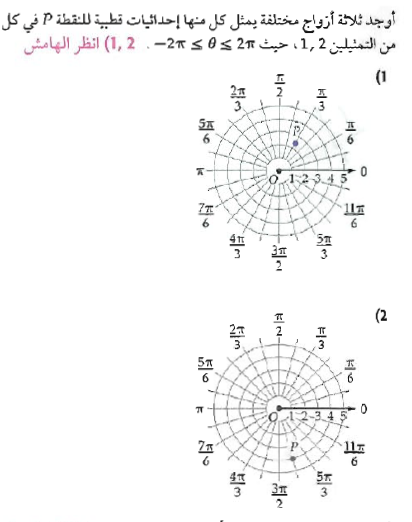 أوجد ثلاثة أزواج مختلفة يمثل كل منها إحداثيات قطبية للنقطة P في كل
من التمثيلين 1, 2 ، حيث −2π ≤ θ ≤ 2π . 1, 2) انظر الهامش
(1
π/2
2π/3 π/3
5π/6 π/6
P
π O 1 2 3 4 5 0
7π/6 11π/6
4π/3 5π/3
3π/2
(2
π/2
2π/3 π/3
5π/6 π/6
π O 1 2 3 4 5 0
P
7π/6 11π/6
4π/3 5π/3
3π/2